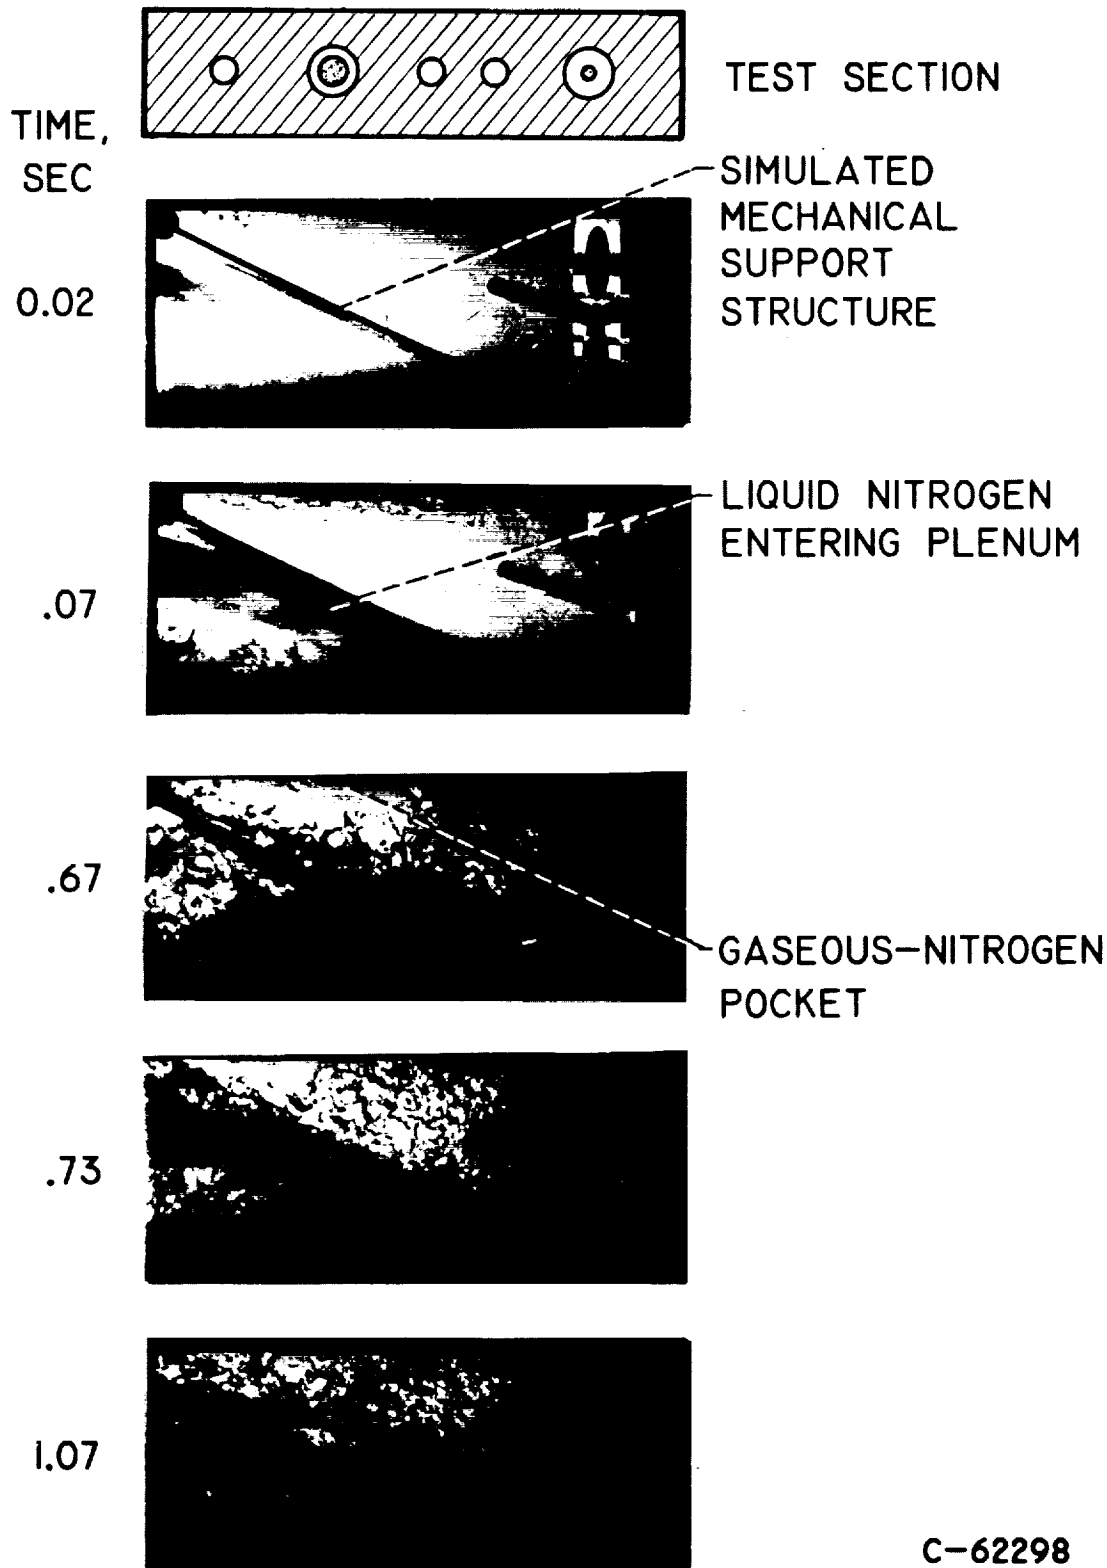 TEST SECTION
TIME,
SEC
SIMULATED
MECHANICAL
SUPPORT
STRUCTURE
0.02
LIQUID NITROGEN
ENTERING PLENUM
.07
.67
GASEOUS-NITROGEN
POCKET
.73
1.07
C-62298